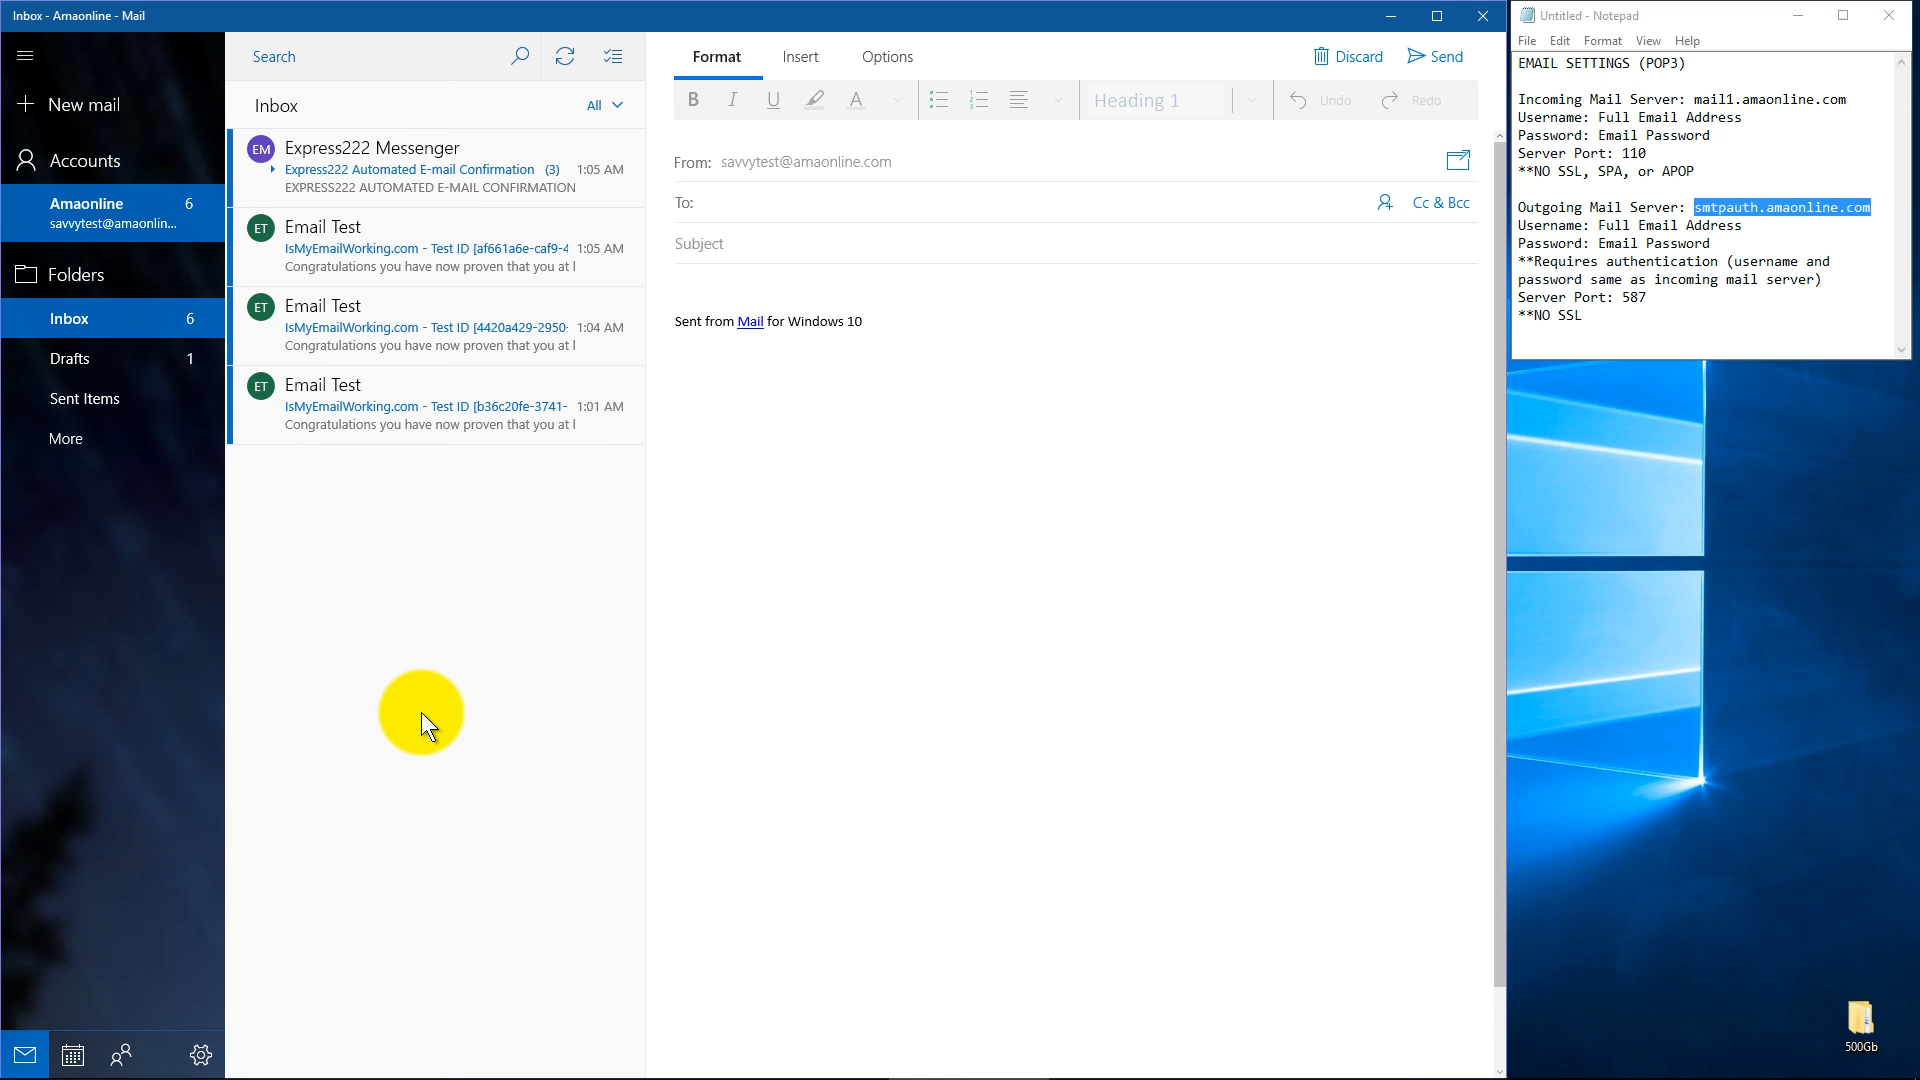 Inbox - Amaonline - Mail
New mail
Accounts
Amaonline 6
savvytest@amaonlin...
Folders
Inbox 6
Drafts 1
Sent Items
More
Search
Inbox All
EM Express222 Messenger
Express222 Automated E-mail Confirmation (3) 1:05 AM
EXPRESS222 AUTOMATED E-MAIL CONFIRMATION
ET Email Test
IsMyEmailWorking.com - Test ID [af661a6e-caf9-4 1:05 AM
Congratulations you have now proven that you at l
ET Email Test
IsMyEmailWorking.com - Test ID [4420a429-2950- 1:04 AM
Congratulations you have now proven that you at l
ET Email Test
IsMyEmailWorking.com - Test ID [b36c20fe-3741- 1:01 AM
Congratulations you have now proven that you at l
Format Insert Options Discard Send
B I U A Heading 1 Undo Redo
From: savvytest@amaonline.com
To: Cc & Bcc
Subject
Sent from Mail for Windows 10
Untitled - Notepad
File Edit Format View Help
EMAIL SETTINGS (POP3)
Incoming Mail Server: mail1.amaonline.com
Username: Full Email Address
Password: Email Password
Server Port: 110
**NO SSL, SPA, or APOP
Outgoing Mail Server: smtpauth.amaonline.com
Username: Full Email Address
Password: Email Password
**Requires authentication (username and
password same as incoming mail server)
Server Port: 587
**NO SSL
500Gb